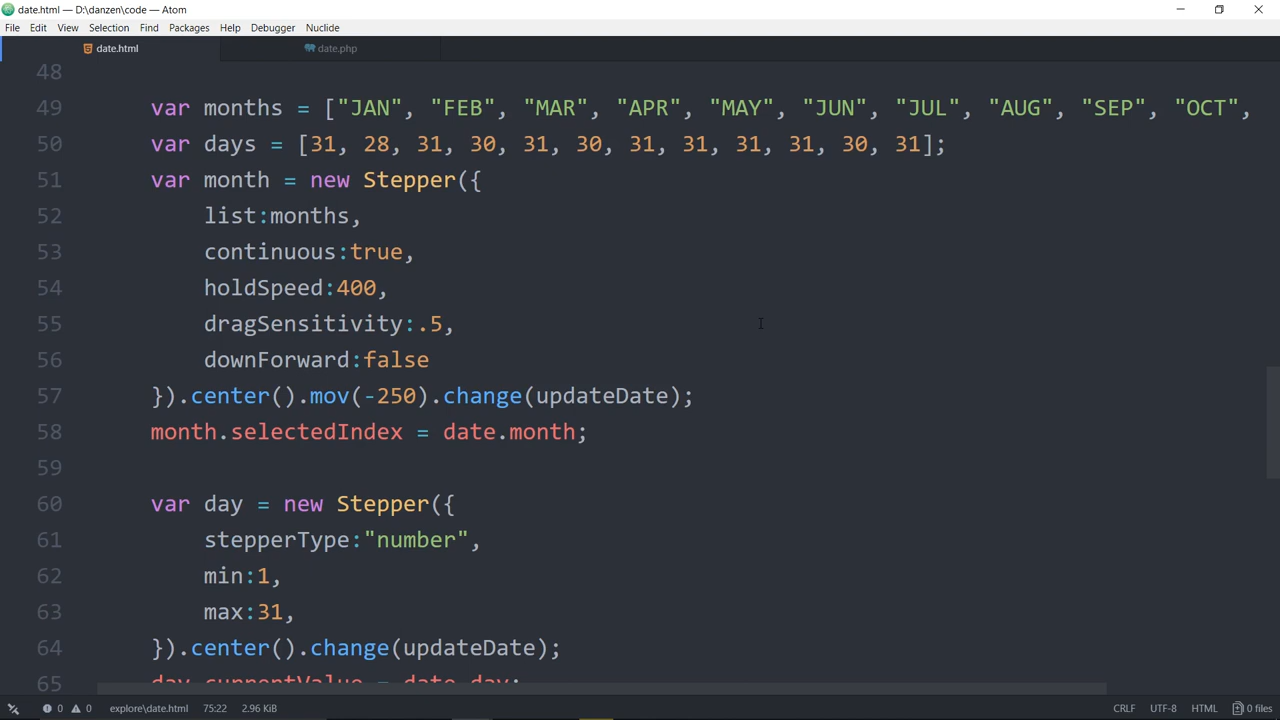 date.html — D:\danzen\code — Atom
File Edit View Selection Find Packages Help Debugger Nuclide
date.html date.php
48
49 var months = ["JAN", "FEB", "MAR", "APR", "MAY", "JUN", "JUL", "AUG", "SEP", "OCT",
50 var days = [31, 28, 31, 30, 31, 30, 31, 31, 31, 31, 30, 31];
51 var month = new Stepper({
52 list:months,
53 continuous:true,
54 holdSpeed:400,
55 dragSensitivity:.5,
56 downForward:false
57 }).center().mov(-250).change(updateDate);
58 month.selectedIndex = date.month;
59
60 var day = new Stepper({
61 stepperType:"number",
62 min:1,
63 max:31,
64 }).center().change(updateDate);
65 day.currentValue = date.day;
0 0 explore\date.html 75:22 2.96 KiB CRLF UTF-8 HTML 0 files